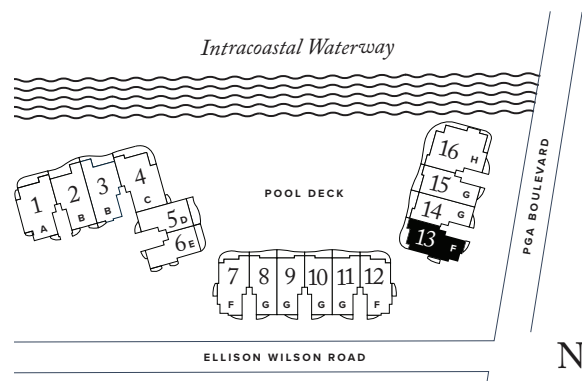 Intracoastal Waterway
1
A
2
B
3
B
4
C
5 D
6 E
POOL DECK
16 H
15 G
14 G
13 F
PGA BOULEVARD
7 8 9 10 11 12
F G G G G F
ELLISON WILSON ROAD
N